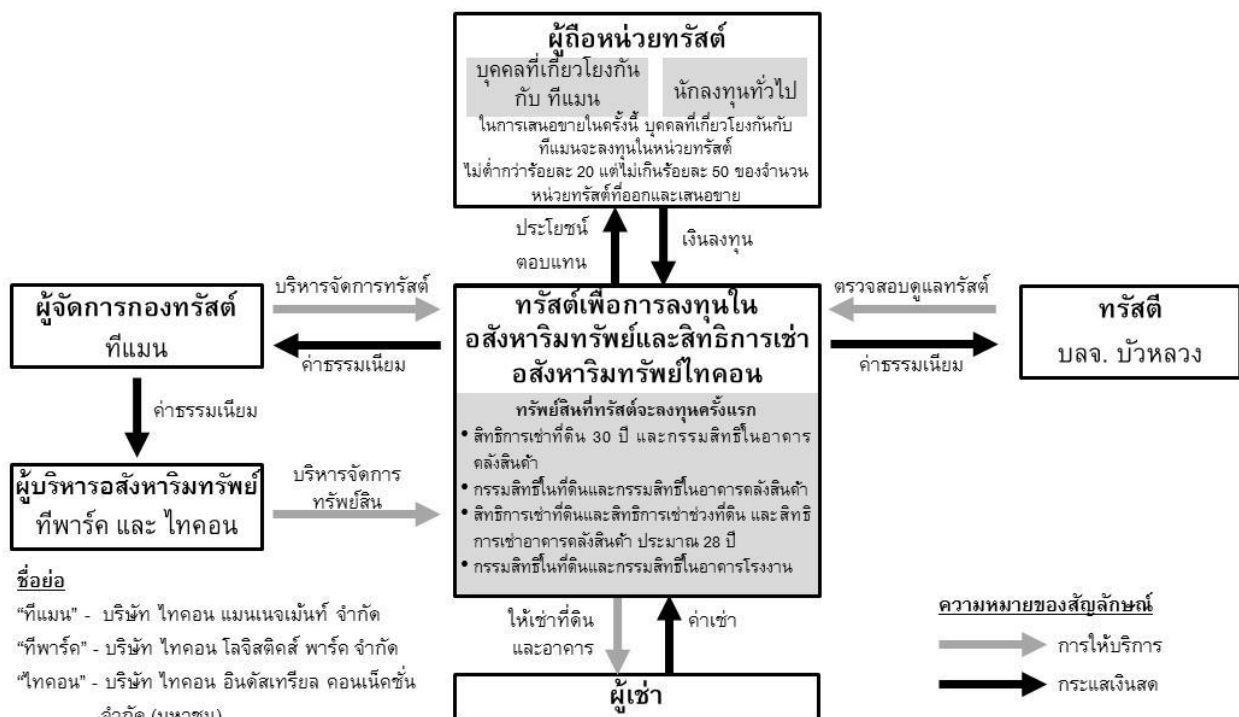 ผู้ถือหน่วยทรัสต์
บุคคลที่เกี่ยวโยงกัน
กับ ทีแมน
นักลงทุนทั่วไป
ในการเสนอขายในครั้งนี้ บุคคลที่เกี่ยวโยงกันกับ
ทีแมนจะลงทุนในหน่วยทรัสต์
ไม่ต่ำกว่าร้อยละ 20 แต่ไม่เกินร้อยละ 50 ของจำนวน
หน่วยทรัสต์ที่ออกและเสนอขาย
ประโยชน์
ตอบแทน
เงินลงทุน
ผู้จัดการกองทรัสต์
ทีแมน
บริหารจัดการทรัสต์
ค่าธรรมเนียม
ทรัสต์เพื่อการลงทุนใน
อสังหาริมทรัพย์และสิทธิการเช่า
อสังหาริมทรัพย์ไทคอน
ตรวจสอบดูแลทรัสต์
ค่าธรรมเนียม
ทรัสตี
บลจ. บัวหลวง
ค่าธรรมเนียม
ทรัพย์สินที่ทรัสต์จะลงทุนครั้งแรก
• สิทธิการเช่าที่ดิน 30 ปี และกรรมสิทธิ์ในอาคาร
คลังสินค้า
• กรรมสิทธิ์ในที่ดินและกรรมสิทธิ์ในอาคารคลังสินค้า
• สิทธิการเช่าที่ดินและสิทธิการเช่าช่วงที่ดิน และสิทธิ
การเช่าอาคารคลังสินค้า ประมาณ 28 ปี
• กรรมสิทธิ์ในที่ดินและกรรมสิทธิ์ในอาคารโรงงาน
ผู้บริหารอสังหาริมทรัพย์
ทีพาร์ค และ ไทคอน
บริหารจัดการ
ทรัพย์สิน
ให้เช่าที่ดิน
และอาคาร
ค่าเช่า
ผู้เช่า
ชื่อย่อ
“ทีแมน” - บริษัท ไทคอน แมนเนจเม้นท์ จำกัด
“ทีพาร์ค” - บริษัท ไทคอน โลจิสติคส์ พาร์ค จำกัด
“ไทคอน” - บริษัท ไทคอน อินดัสเทรียล คอนเน็คชั่น
จำกัด (มหาชน)
ความหมายของสัญลักษณ์
การให้บริการ
กระแสเงินสด